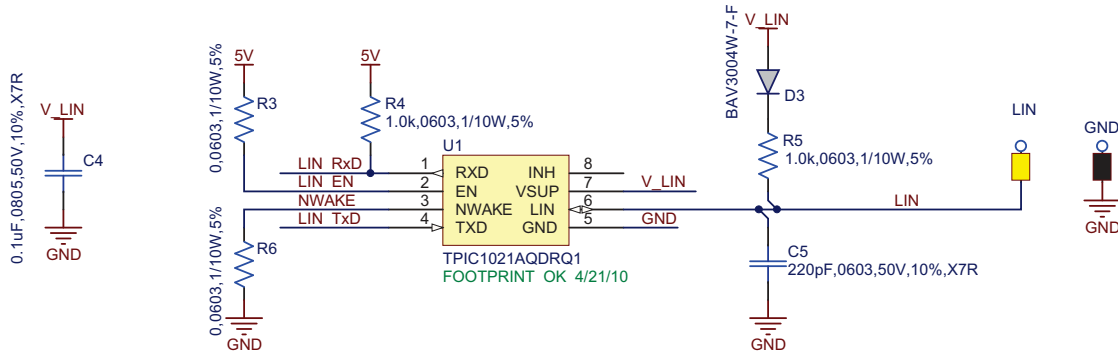 0.1uF,0805,50V,10%,X7R
V_LIN
C4
GND
0,0603,1/10W,5%
5V
R3
5V
R4
1.0k,0603,1/10W,5%
U1
LIN_RxD
1
RXD
INH
8
LIN_EN
2
EN
VSUP
7
V_LIN
NWAKE
3
NWAKE
LIN
6
LIN_TxD
4
TXD
GND
5
GND
TPIC1021AQDRQ1
FOOTPRINT OK 4/21/10
0,0603,1/10W,5%
R6
GND
BAV3004W-7-F
V_LIN
D3
R5
1.0k,0603,1/10W,5%
LIN
C5
220pF,0603,50V,10%,X7R
GND
LIN
GND
GND